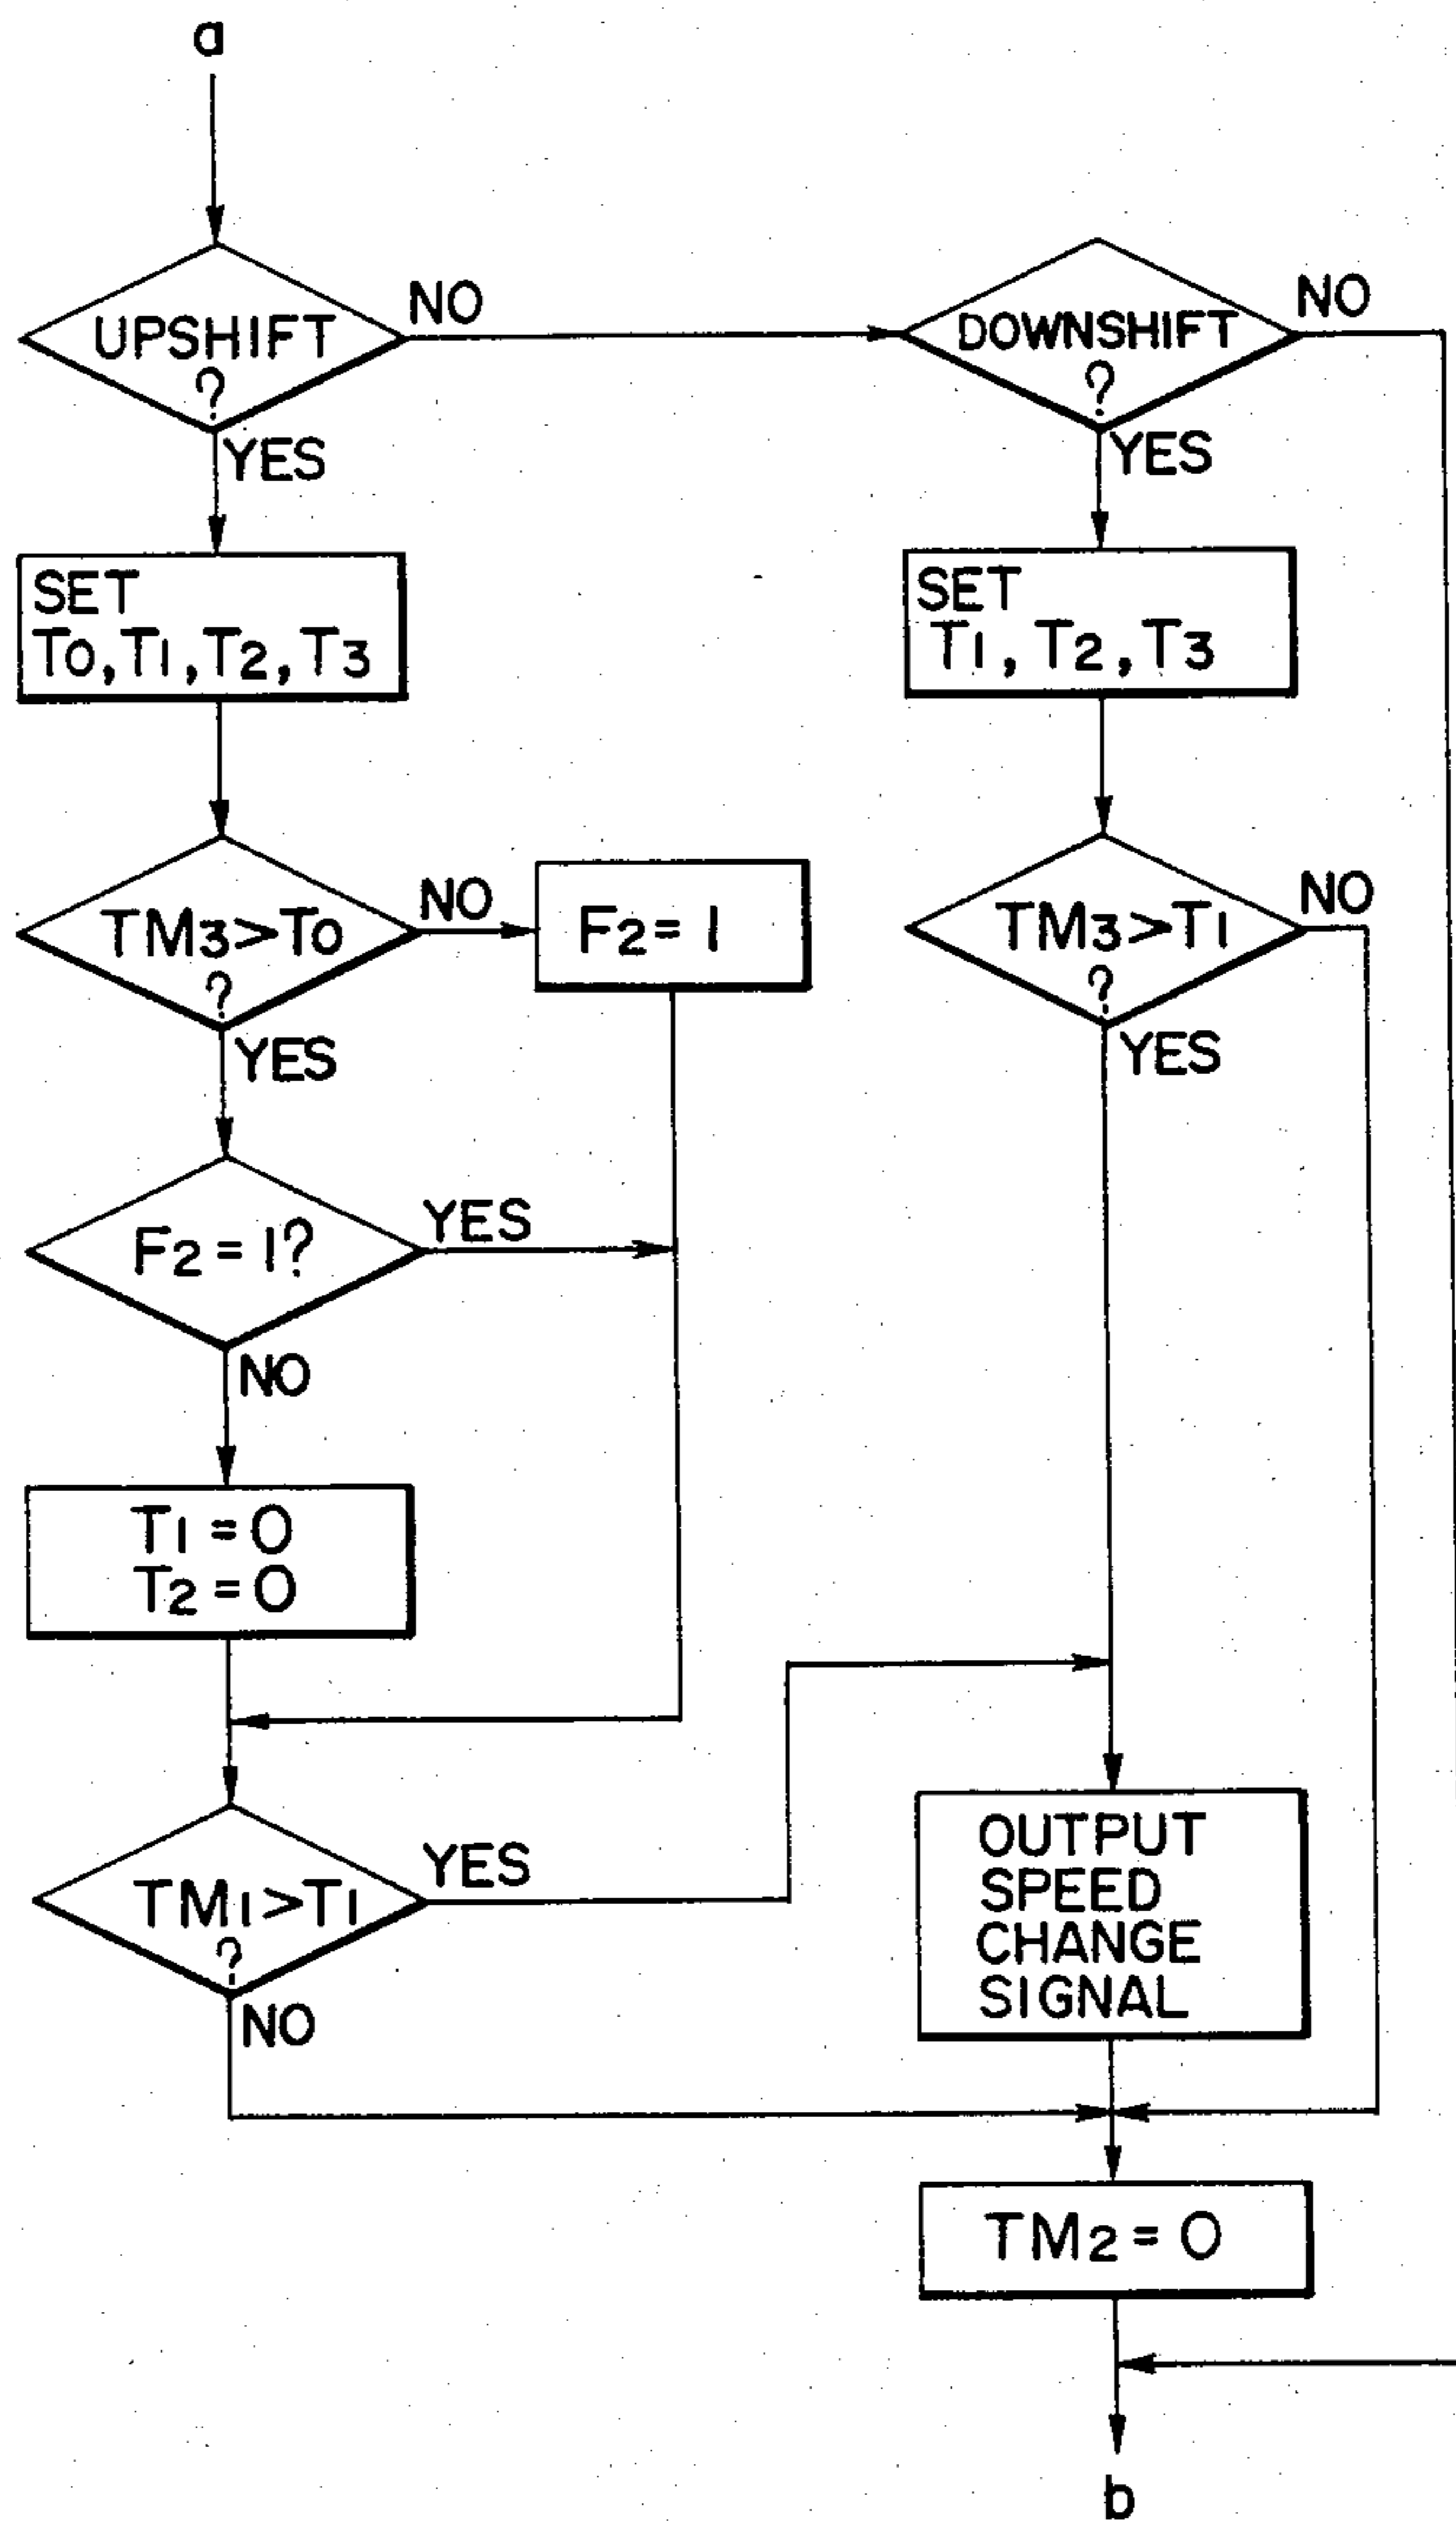 a
UPSHIFT
?
NO
YES
DOWNSHIFT
?
NO
YES
SET
T0, T1, T2, T3
SET
T1, T2, T3
TM3>T0
?
NO
YES
F2= 1
TM3>T1
?
NO
YES
F2 = 1?
YES
NO
T1 = 0
T2 = 0
TM1>T1
?
YES
NO
OUTPUT
SPEED
CHANGE
SIGNAL
TM2 = 0
b